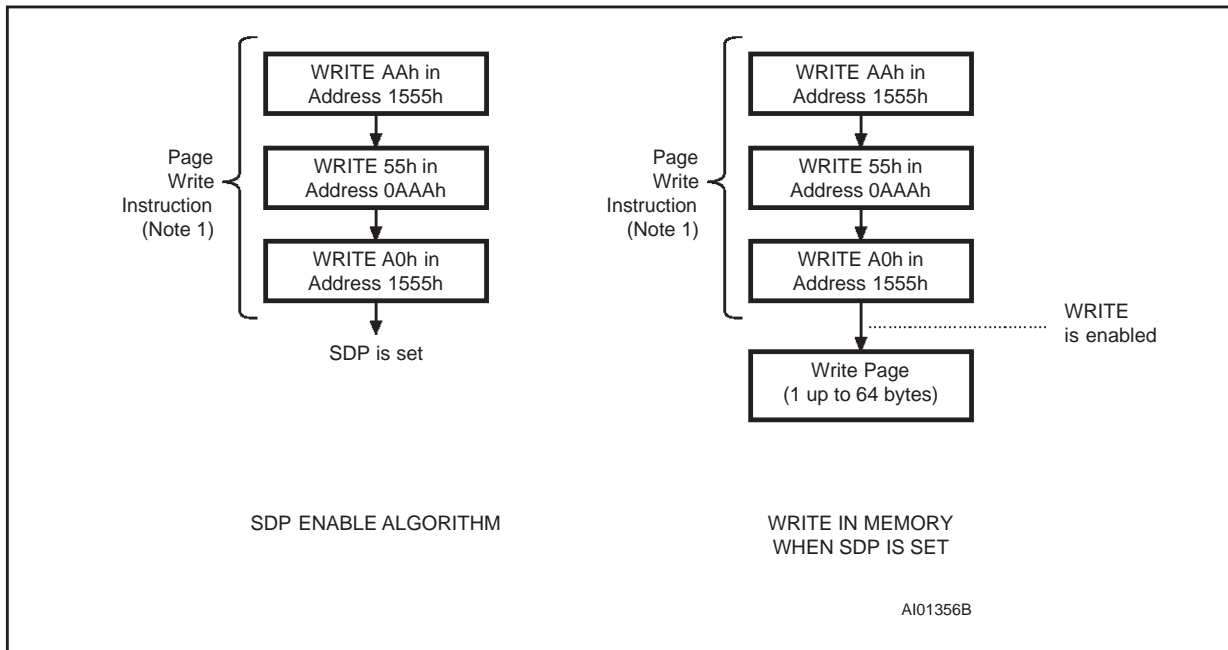 WRITE AAh in
Address 1555h
Page
Write
Instruction
(Note 1)
WRITE 55h in
Address 0AAAh
WRITE A0h in
Address 1555h
SDP is set
SDP ENABLE ALGORITHM
WRITE AAh in
Address 1555h
Page
Write
Instruction
(Note 1)
WRITE 55h in
Address 0AAAh
WRITE A0h in
Address 1555h
WRITE
is enabled
Write Page
(1 up to 64 bytes)
WRITE IN MEMORY
WHEN SDP IS SET
AI01356B